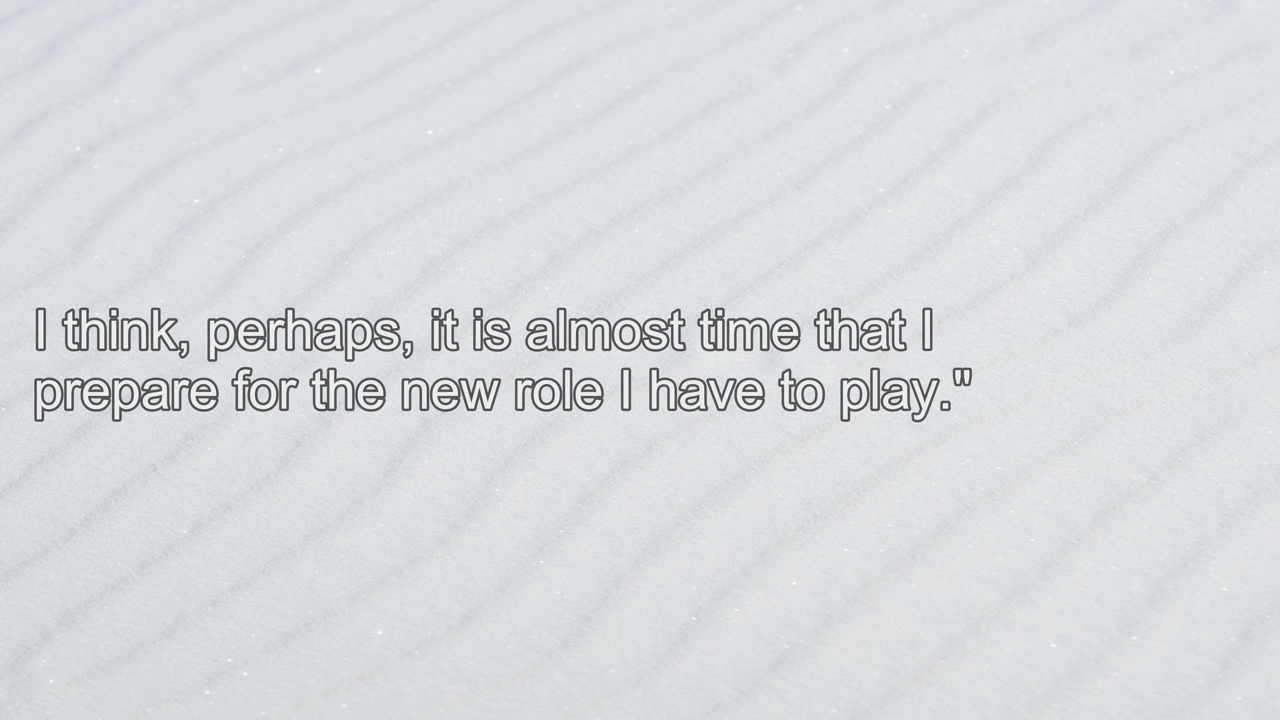 I think, perhaps, it is almost time that I
prepare for the new role I have to play."